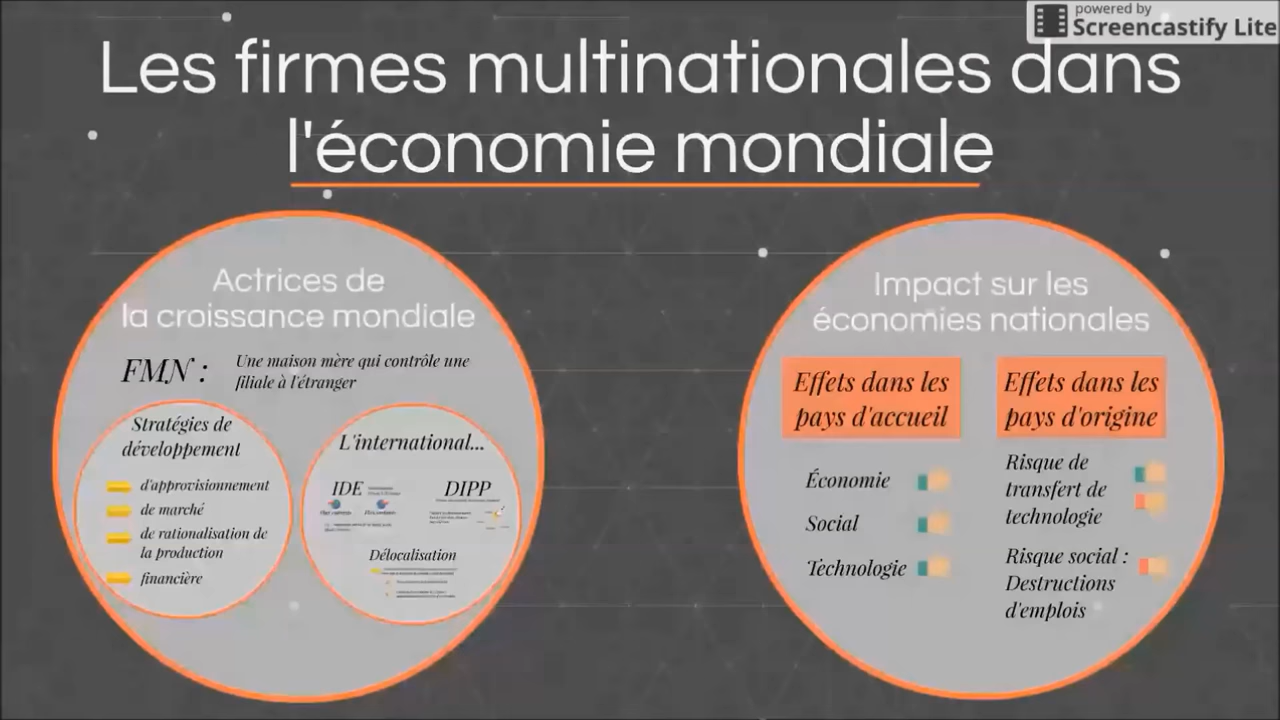 powered by
Screencastify Lite
Les firmes multinationales dans
l'économie mondiale
Actrices de
la croissance mondiale
FMN :
Une maison mère qui contrôle une
filiale à l'étranger
Stratégies de
développement
d'approvisionnement
de marché
de rationalisation de
la production
financière
L'international...
IDE
DIPP
Délocalisation
Impact sur les
économies nationales
Effets dans les
pays d'accueil
Économie
Social
Technologie
Effets dans les
pays d'origine
Risque de
transfert de
technologie
Risque social :
Destructions
d'emplois